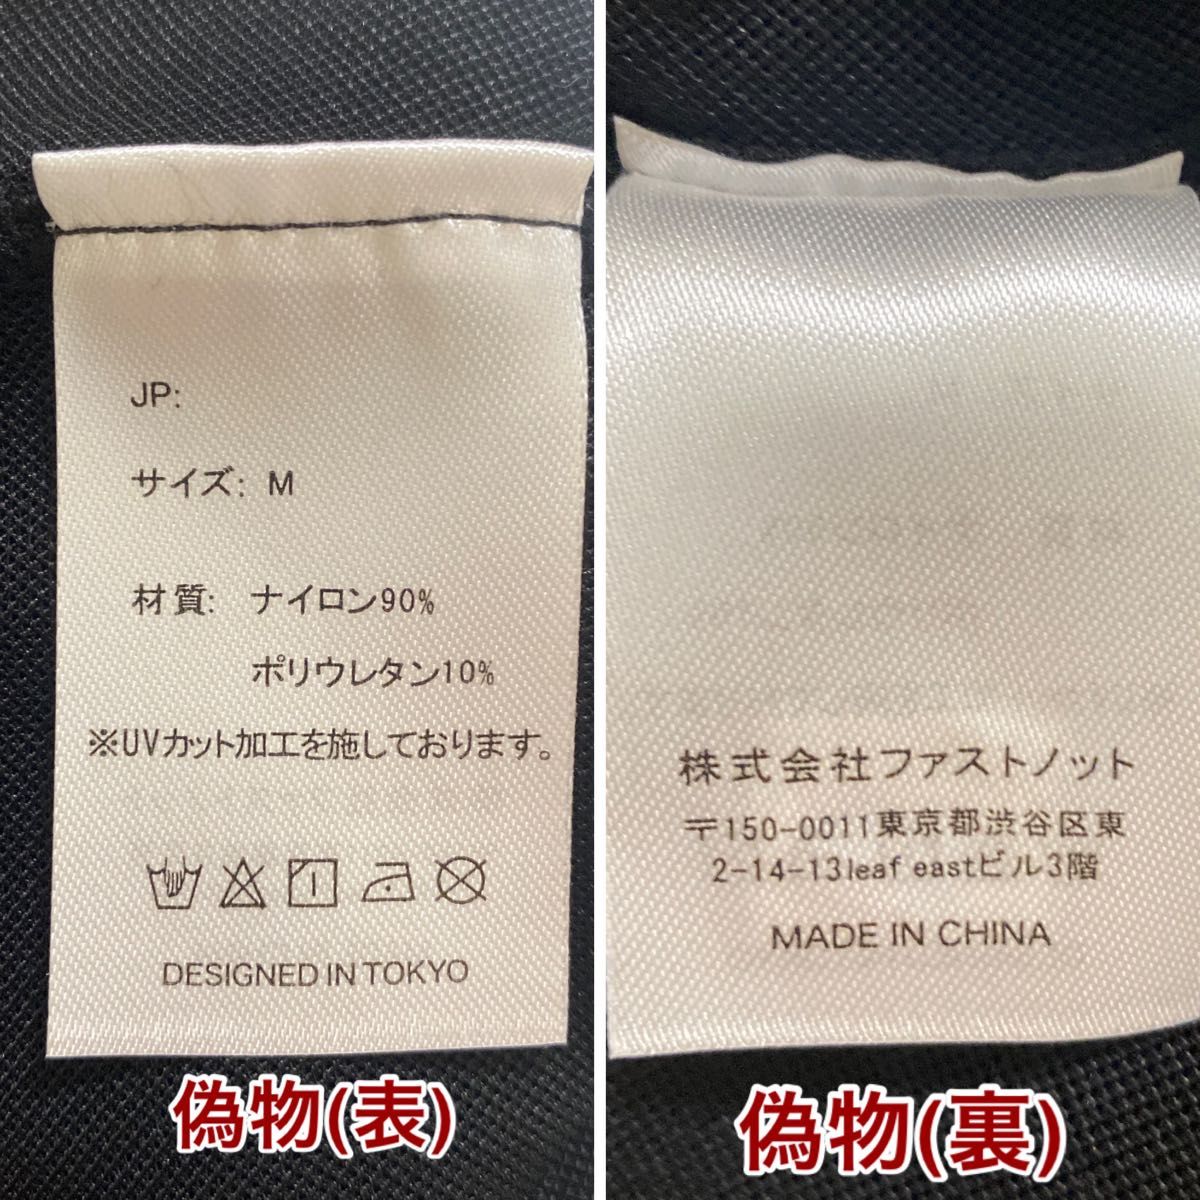 JP:
サイズ: M
材質: ナイロン90%
ポリウレタン10%
※UVカット加工を施しております。
DESIGNED IN TOKYO
偽物(表)
株式会社ファストノット
〒150-0011東京都渋谷区東
2-14-13leaf eastビル3階
MADE IN CHINA
偽物(裏)